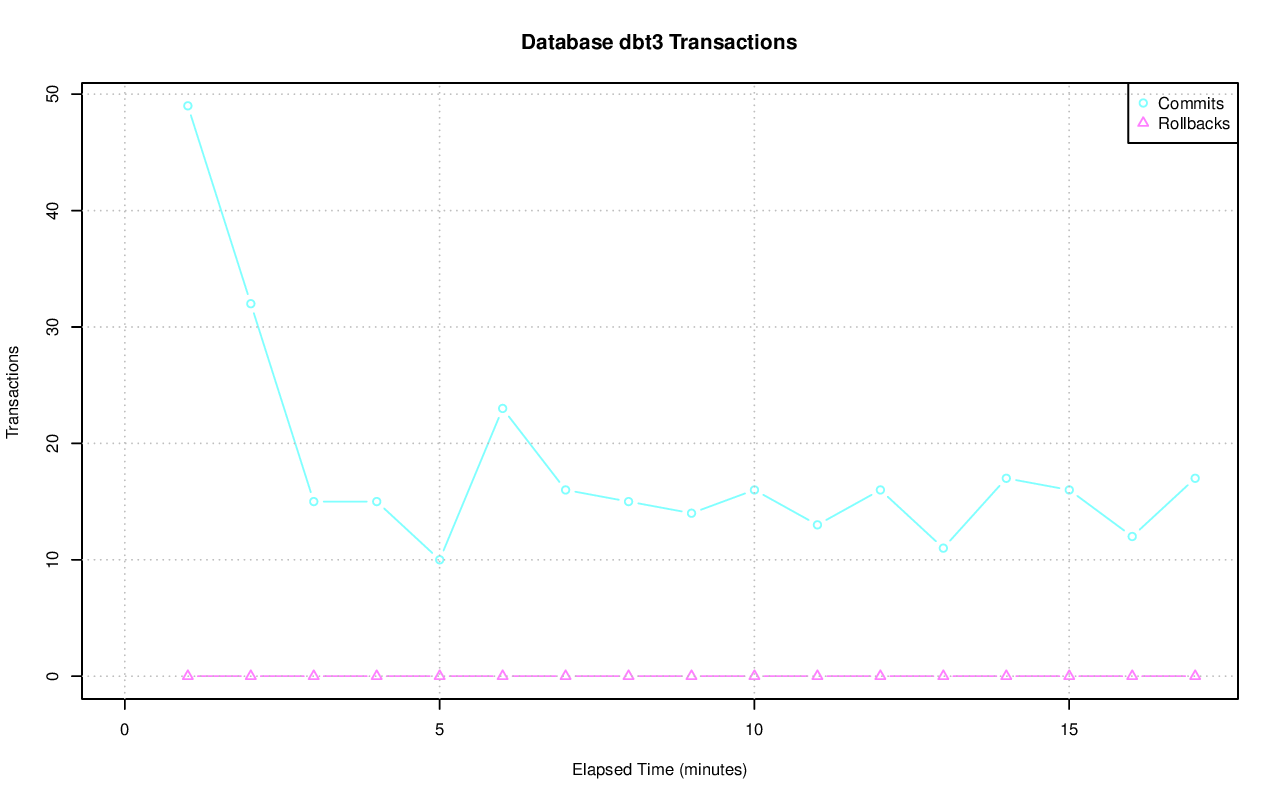 Database dbt3 Transactions
Commits
Rollbacks
Transactions
50
40
30
20
10
0
0 5 10 15
Elapsed Time (minutes)